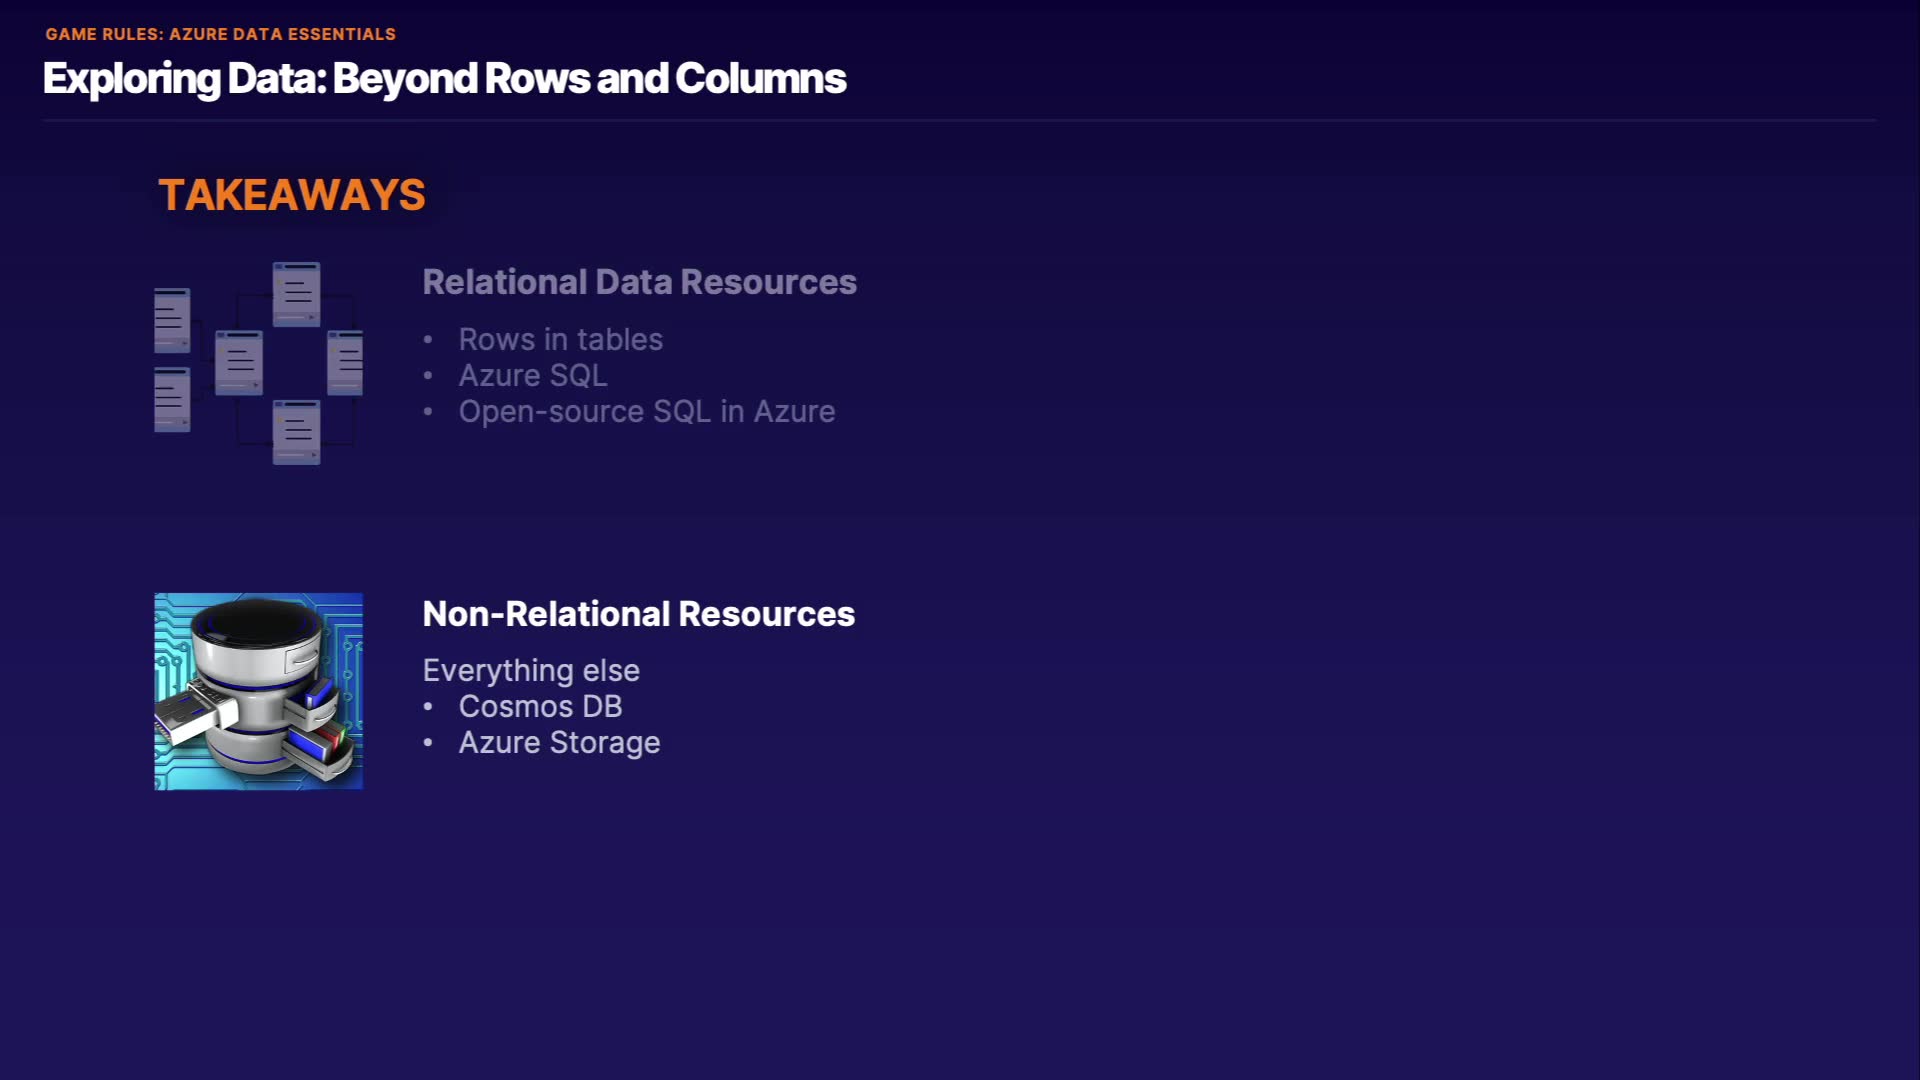 GAME RULES: AZURE DATA ESSENTIALS
Exploring Data: Beyond Rows and Columns
TAKEAWAYS
Relational Data Resources
• Rows in tables
• Azure SQL
• Open-source SQL in Azure
Non-Relational Resources
Everything else
• Cosmos DB
• Azure Storage